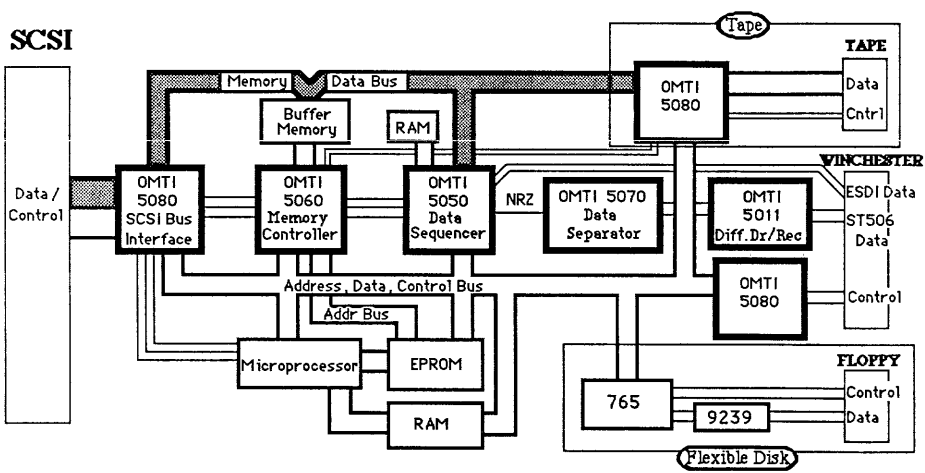 SCSI
Tape
TAPE
Memory
Data Bus
OMTI
5080
Data
Cntrl
Buffer
Memory
RAM
WINCHESTER
Data /
Control
OMTI
5080
SCSI Bus
Interface
OMTI
5060
Memory
Controller
OMTI
5050
Data
Sequencer
NRZ
OMTI 5070
Data
Separator
OMTI
5011
Diff.Dr/Rec
ESDI Data
ST506
Data
Address, Data, Control Bus
OMTI
5080
Control
Addr Bus
Microprocessor
EPROM
RAM
FLOPPY
765
9239
Control
Data
Flexible Disk